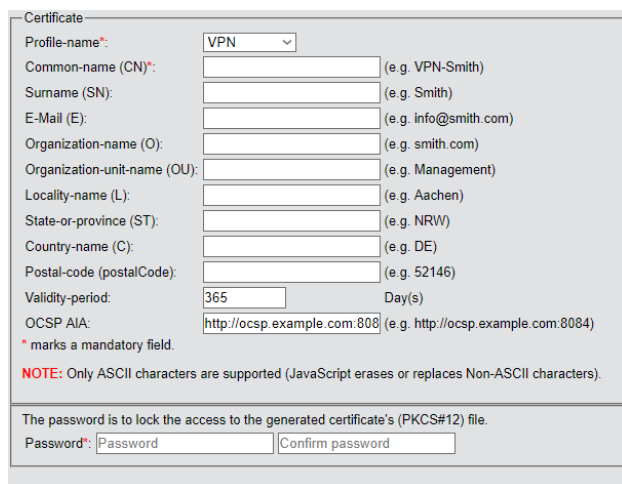 Certificate
Profile-name*: VPN
Common-name (CN)*: (e.g. VPN-Smith)
Surname (SN): (e.g. Smith)
E-Mail (E): (e.g. info@smith.com)
Organization-name (O): (e.g. smith.com)
Organization-unit-name (OU): (e.g. Management)
Locality-name (L): (e.g. Aachen)
State-or-province (ST): (e.g. NRW)
Country-name (C): (e.g. DE)
Postal-code (postalCode): (e.g. 52146)
Validity-period: 365 Day(s)
OCSP AIA: http://ocsp.example.com:808 (e.g. http://ocsp.example.com:8084)
* marks a mandatory field.
NOTE: Only ASCII characters are supported (JavaScript erases or replaces Non-ASCII characters).
The password is to lock the access to the generated certificate's (PKCS#12) file.
Password*: Password Confirm password